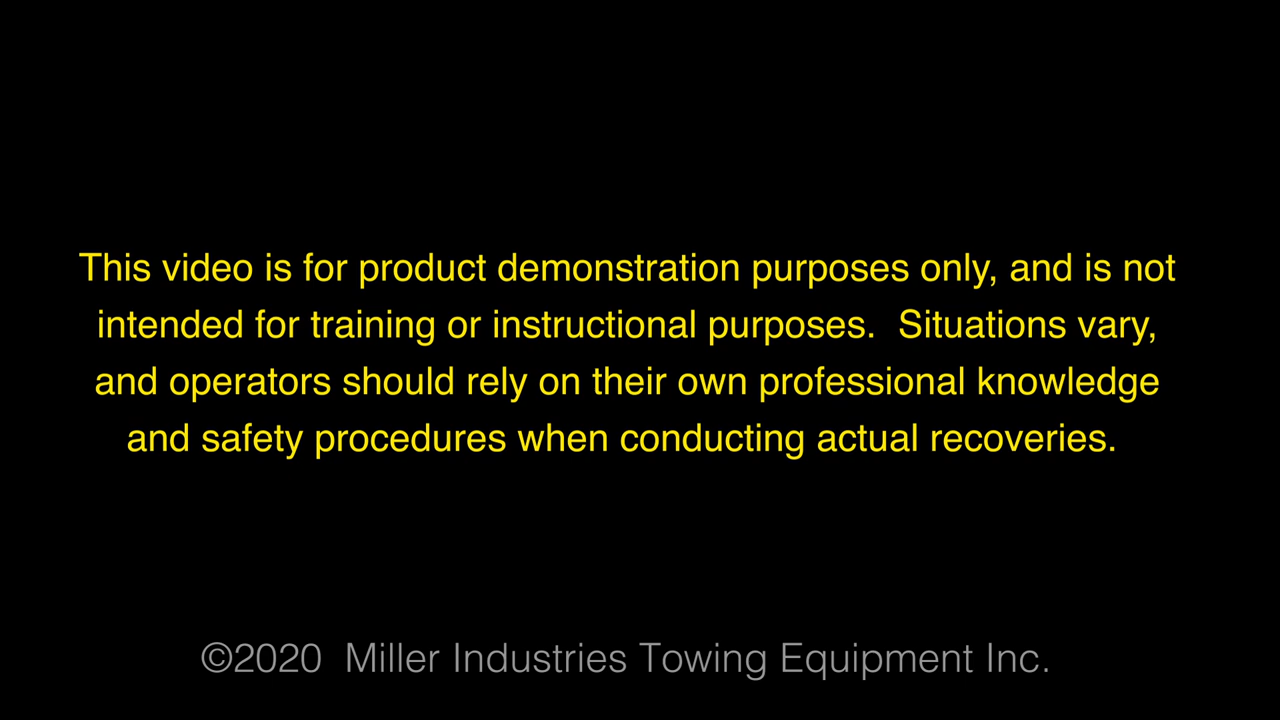 This video is for product demonstration purposes only, and is not
intended for training or instructional purposes.  Situations vary,
and operators should rely on their own professional knowledge
and safety procedures when conducting actual recoveries.
©2020  Miller Industries Towing Equipment Inc.